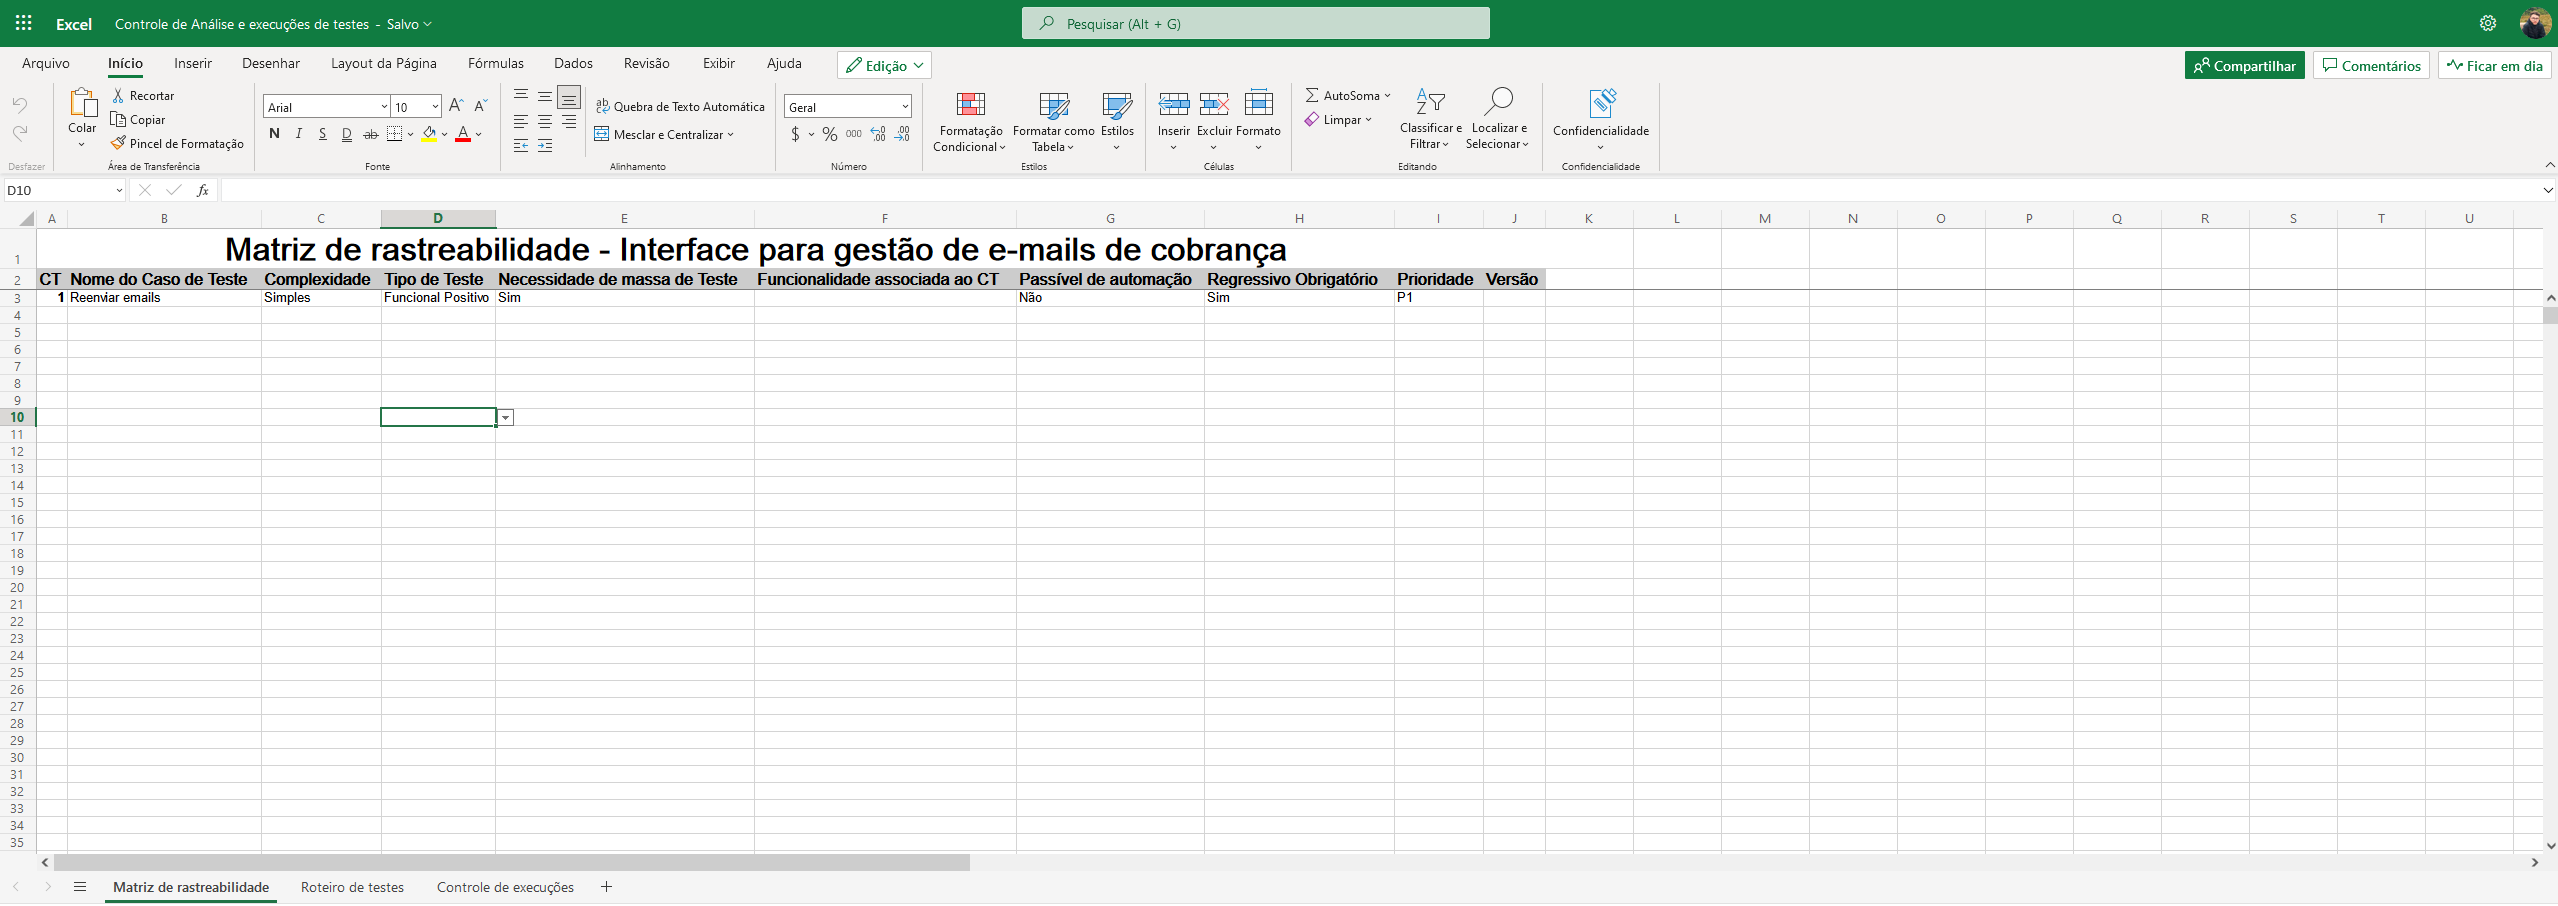 Excel Controle de Análise e execuções de testes - Salvo
Pesquisar (Alt + G)
Arquivo Início Inserir Desenhar Layout da Página Fórmulas Dados Revisão Exibir Ajuda Edição
Compartilhar Comentários Ficar em dia
Desfazer
Colar
Recortar
Copiar
Pincel de Formatação
Área de Transferência
Arial 10
N I S D ab A
Fonte
Quebra de Texto Automática
Mesclar e Centralizar
Alinhamento
Geral
$ % 000
Número
Formatação Condicional
Formatar como Tabela
Estilos
Estilos
Inserir Excluir Formato
Células
AutoSoma
Limpar
Classificar e Filtrar
Localizar e Selecionar
Editando
Confidencialidade
Confidencialidade
D10 fx
A B C D E F G H I J K L M N O P Q R S T U
1 Matriz de rastreabilidade - Interface para gestão de e-mails de cobrança
2 CT Nome do Caso de Teste Complexidade Tipo de Teste Necessidade de massa de Teste Funcionalidade associada ao CT Passível de automação Regressivo Obrigatório Prioridade Versão
3 1 Reenviar emails Simples Funcional Positivo Sim Não Sim P1
4
5
6
7
8
9
10
11
12
13
14
15
16
17
18
19
20
21
22
23
24
25
26
27
28
29
30
31
32
33
34
35
Matriz de rastreabilidade Roteiro de testes Controle de execuções